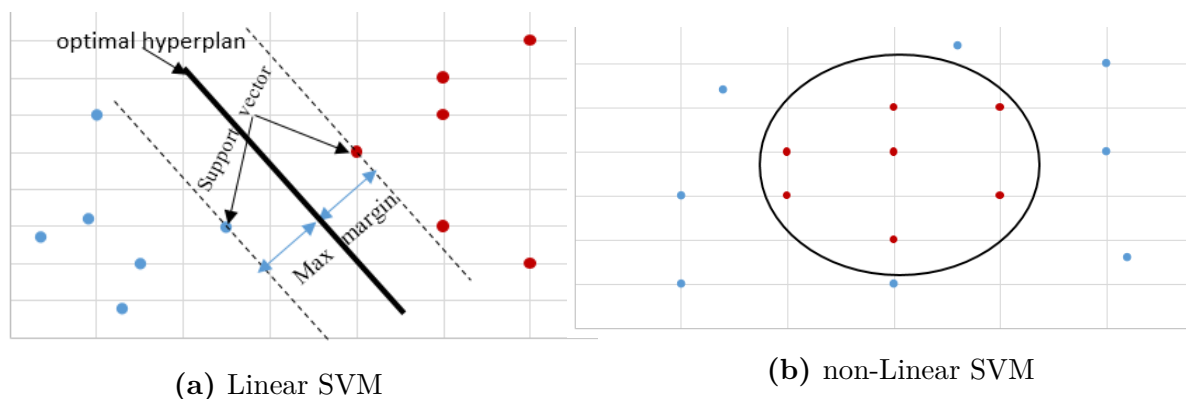 optimal hyperplan
Support vector
Max margin
(a) Linear SVM
(b) non-Linear SVM